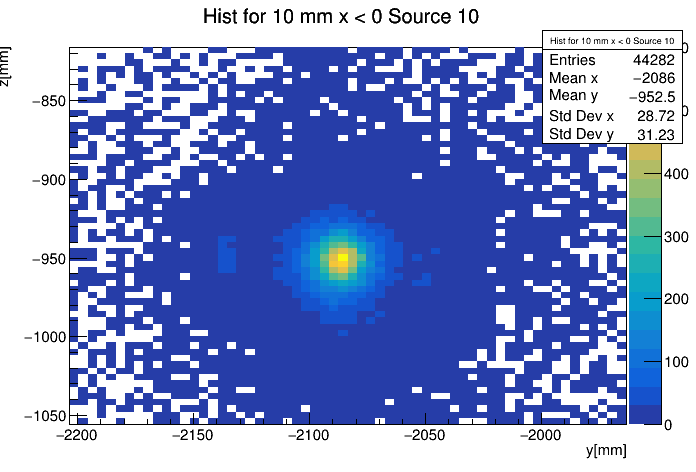 Hist for 10 mm x < 0 Source 10
z[mm]
Hist for 10 mm x < 0 Source 10
Entries 44282
Mean x −2086
Mean y −952.5
Std Dev x 28.72
Std Dev y 31.23
−850
−900
−950
−1000
−1050
−2200 −2150 −2100 −2050 −2000
y[mm]
400
300
200
100
0